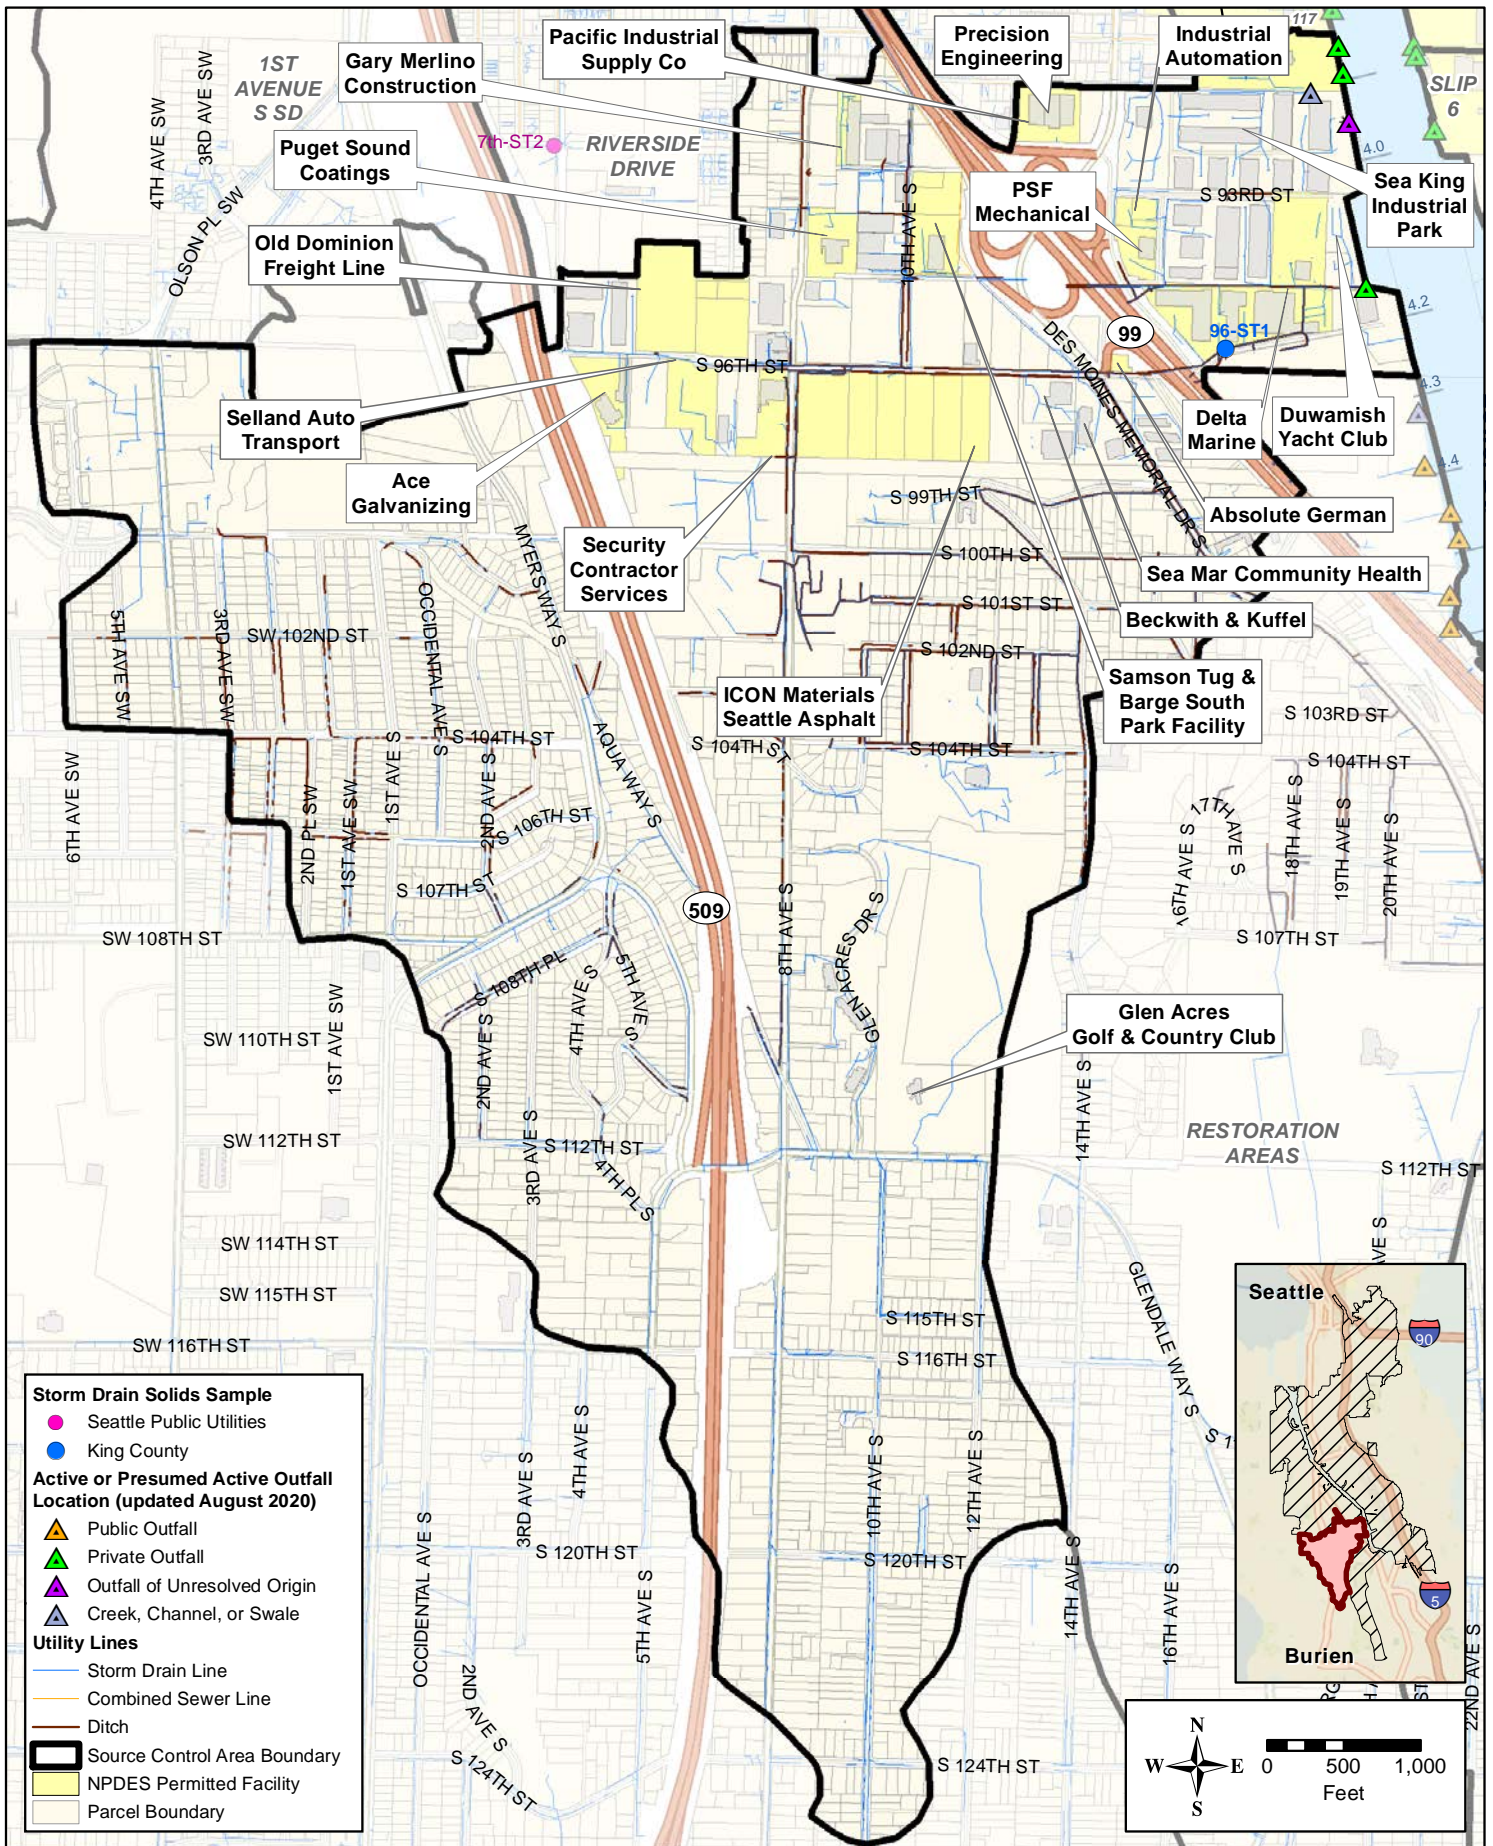 Pacific Industrial
Supply Co
Precision
Engineering
Industrial
Automation
117
SLIP
6
Gary Merlino
Construction
1ST
AVENUE
S SD
4TH AVE SW
3RD AVE SW
7th-ST2
RIVERSIDE
DRIVE
Puget Sound
Coatings
OLSON PL SW
Old Dominion
Freight Line
10TH AVE S
PSF
Mechanical
S 93RD ST
4.0
Sea King
Industrial
Park
4.2
DES MOINES MEMORIAL DR S
99
96-ST1
S 96TH ST
4.3
Selland Auto
Transport
Delta
Marine
Duwamish
Yacht Club
4.4
Ace
Galvanizing
S 99TH ST
Absolute German
MYERS WAY S
Security
Contractor
Services
S 100TH ST
Sea Mar Community Health
S 101ST ST
Beckwith & Kuffel
5TH AVE SW
3RD AVE SW
SW 102ND ST
OCCIDENTAL AVE S
S 102ND ST
ICON Materials
Seattle Asphalt
Samson Tug &
Barge South
Park Facility
S 103RD ST
6TH AVE SW
2ND PL SW
1ST AVE SW
1ST AVE S
S 104TH ST
2ND AVE S
AQUA WAY S
S 104TH ST
S 104TH ST
S 104TH ST
S 106TH ST
16TH AVE S
17TH AVE S
18TH AVE S
19TH AVE S
20TH AVE S
S 107TH ST
509
8TH AVE S
GLEN ACRES DR S
SW 108TH ST
S 107TH ST
S 108TH PL
4TH AVE S
5TH AVE S
SW 110TH ST
1ST AVE SW
2ND AVE S
Glen Acres
Golf & Country Club
14TH AVE S
SW 112TH ST
3RD AVE S
S 112TH ST
4TH PL S
RESTORATION
AREAS
S 112TH ST
SW 114TH ST
SW 115TH ST
SW 116TH ST
S 115TH ST
S 116TH ST
GLENDALE WAY S
AVE S
S 1
3RD AVE S
4TH AVE S
10TH AVE S
12TH AVE S
OCCIDENTAL AVE S
S 120TH ST
5TH AVE S
S 120TH ST
14TH AVE S
16TH AVE S
2ND AVE S
S 124TH ST
S 124TH ST
22ND AVE S
ST
Storm Drain Solids Sample
Seattle Public Utilities
King County
Active or Presumed Active Outfall
Location (updated August 2020)
Public Outfall
Private Outfall
Outfall of Unresolved Origin
Creek, Channel, or Swale
Utility Lines
Storm Drain Line
Combined Sewer Line
Ditch
Source Control Area Boundary
NPDES Permitted Facility
Parcel Boundary
Seattle
90
5
Burien
N
W
E
S
0
500
1,000
Feet